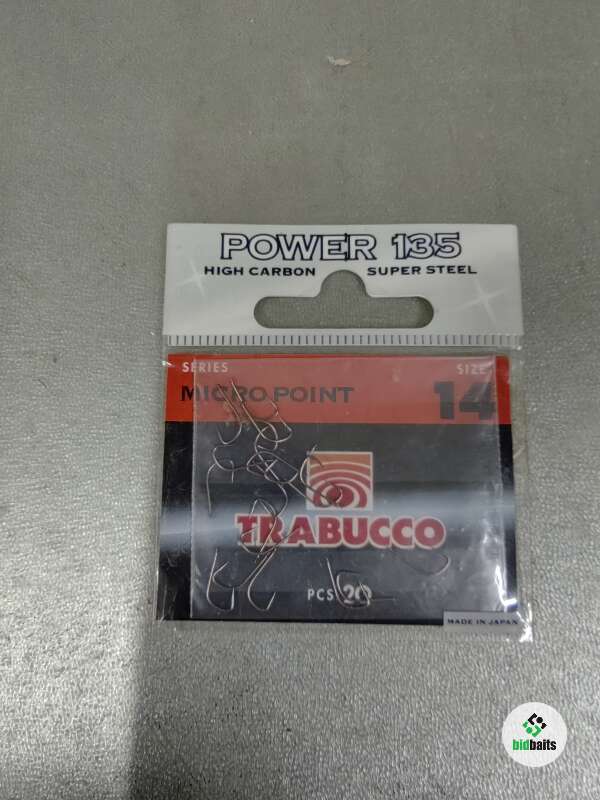 POWER 135
HIGH CARBON SUPER STEEL
SERIES SIZE
MICRO POINT 14
TRABUCCO
PCS 20
MADE IN JAPAN
bidbaits